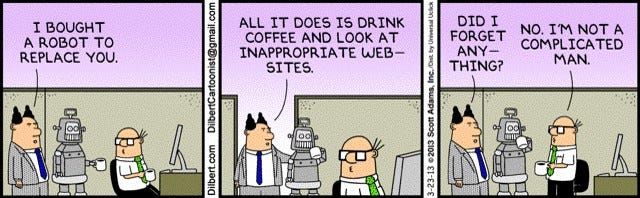 I BOUGHT
A ROBOT TO
REPLACE YOU.
Dilbert.com DilbertCartoonist@gmail.com
ALL IT DOES IS DRINK
COFFEE AND LOOK AT
INAPPROPRIATE WEB-
SITES.
3-23-13 ©2013 Scott Adams, Inc. /Dist. by Universal Uclick
DID I
FORGET
ANY-
THING?
NO. I'M NOT A
COMPLICATED
MAN.